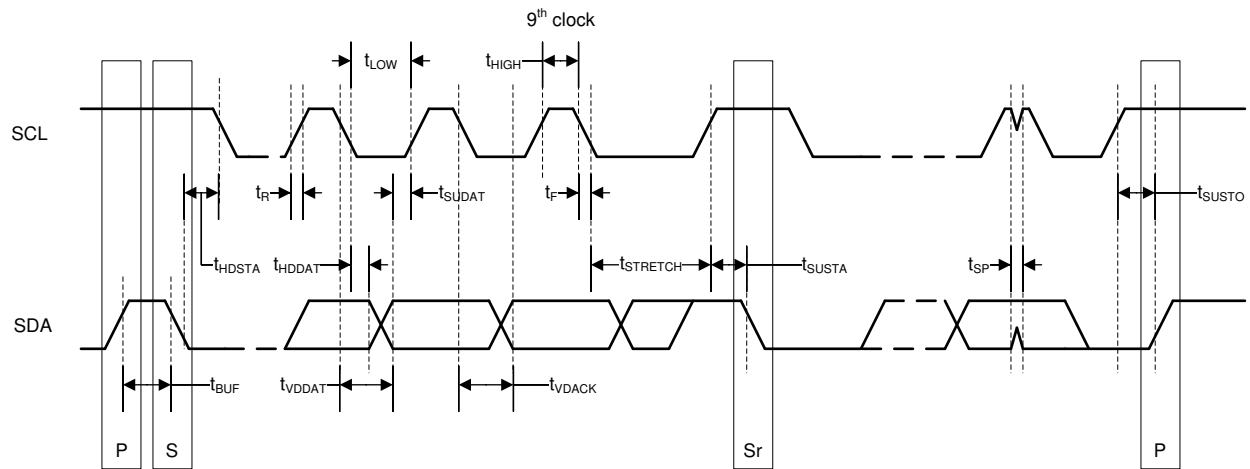 9th clock
tLOW
tHIGH
SCL
tR
tSUDAT
tF
tSUSTO
tHDSTA
tHDDAT
tSTRETCH
tSUSTA
tSP
SDA
tBUF
tVDDAT
tVDACK
P
S
Sr
P